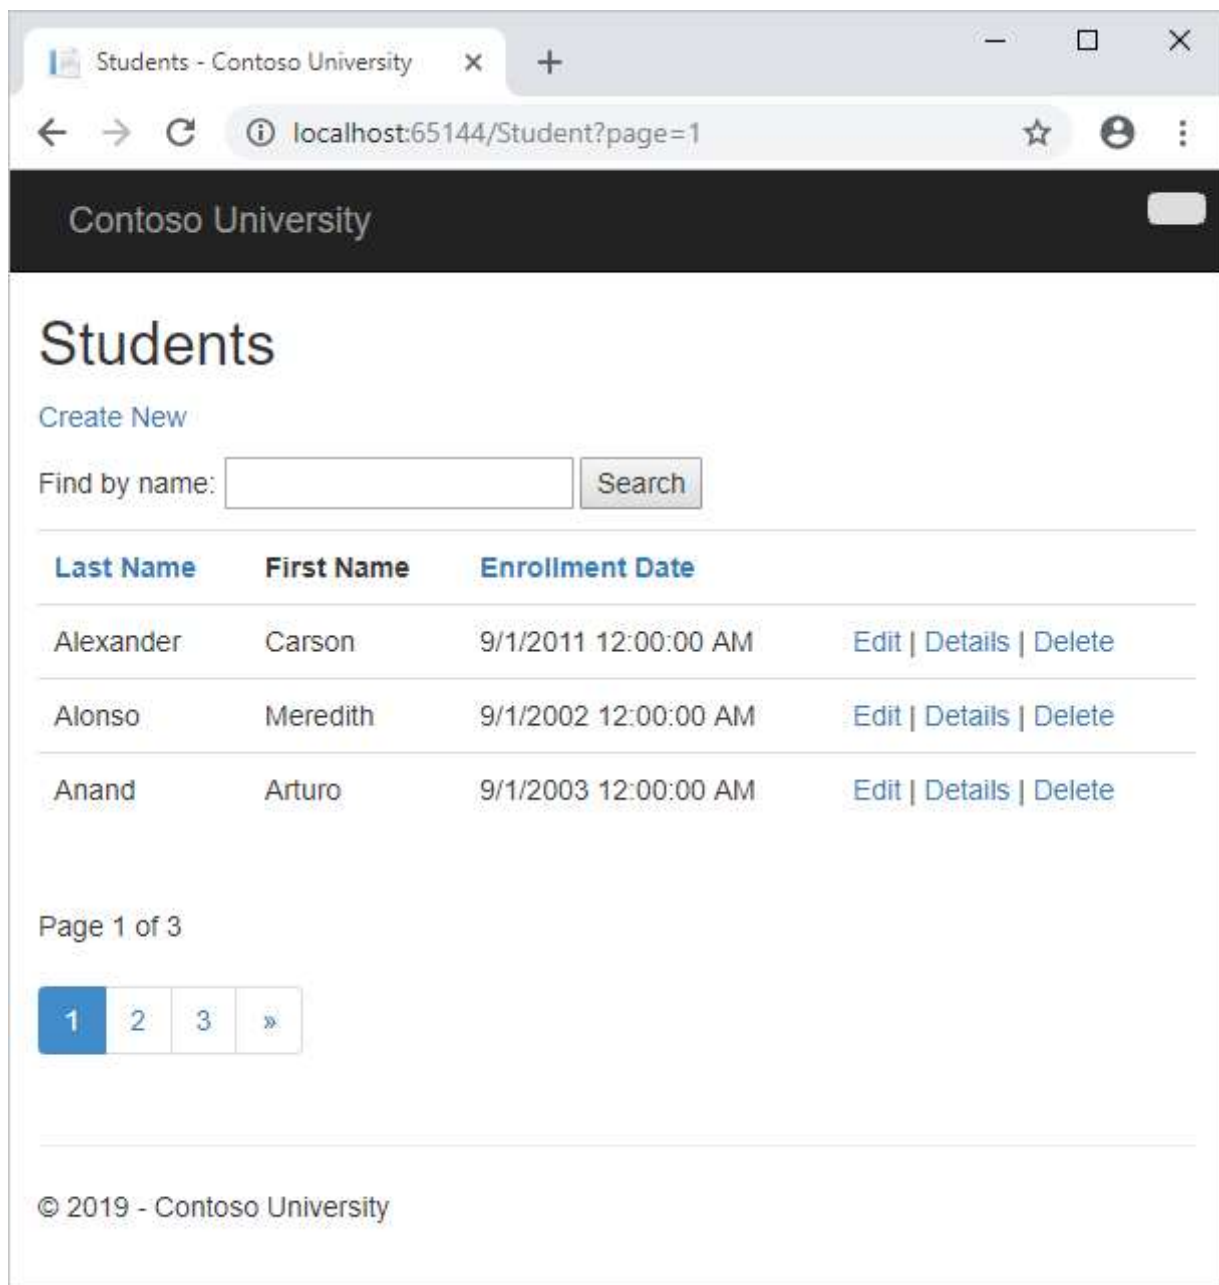 Students - Contoso University
localhost:65144/Student?page=1
Contoso University
Students
Create New
Find by name: Search
Last Name First Name Enrollment Date
Alexander Carson 9/1/2011 12:00:00 AM Edit | Details | Delete
Alonso Meredith 9/1/2002 12:00:00 AM Edit | Details | Delete
Anand Arturo 9/1/2003 12:00:00 AM Edit | Details | Delete
Page 1 of 3
1 2 3 »
© 2019 - Contoso University